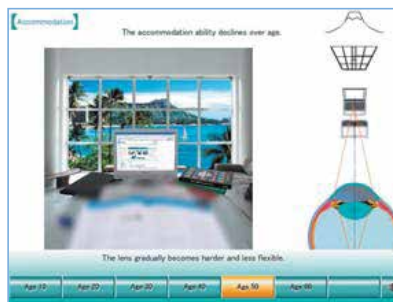 【Accommodation】
The accommodation ability declines over age.
The lens gradually becomes harder and less flexible.
Age 10
Age 20
Age 30
Age 40
Age 50
Age 60